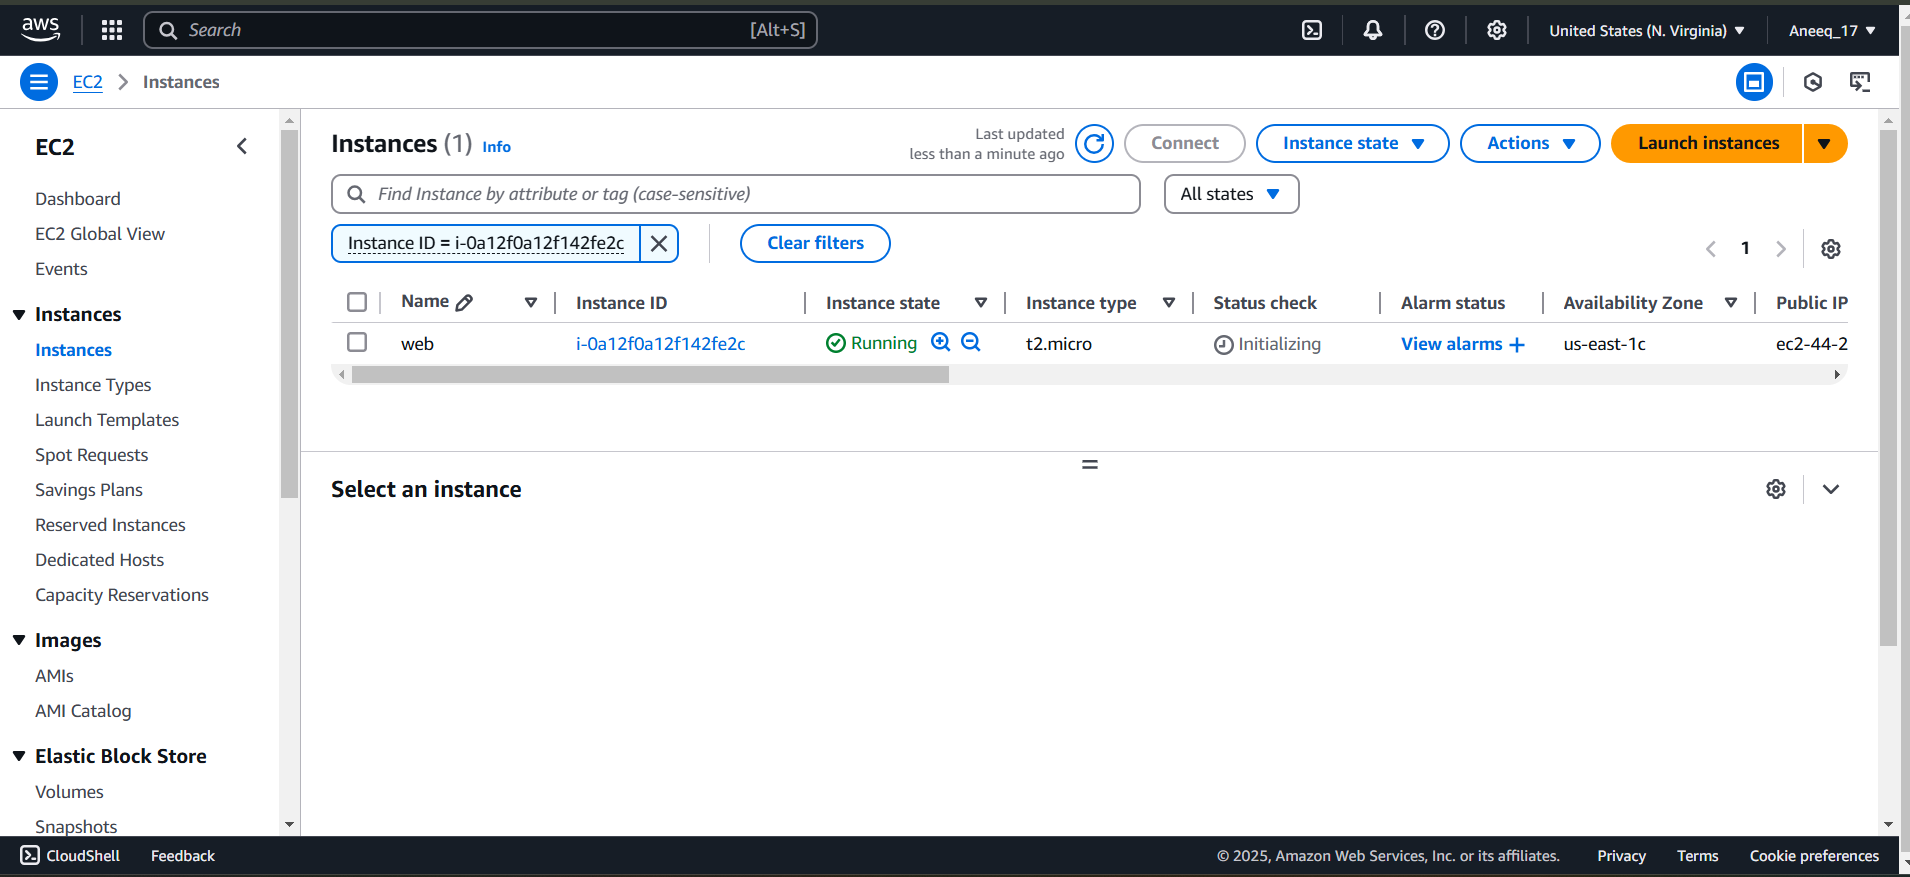 aws
Search [Alt+S]
United States (N. Virginia)
Aneeq_17
EC2
Instances
EC2
Dashboard
EC2 Global View
Events
Instances
Instances
Instance Types
Launch Templates
Spot Requests
Savings Plans
Reserved Instances
Dedicated Hosts
Capacity Reservations
Images
AMIs
AMI Catalog
Elastic Block Store
Volumes
Snapshots
Instances (1) Info
Last updated
less than a minute ago
Connect
Instance state
Actions
Launch instances
Find Instance by attribute or tag (case-sensitive)
All states
Instance ID = i-0a12f0a12f142fe2c
Clear filters
1
Name Instance ID Instance state Instance type Status check Alarm status Availability Zone Public IP
web i-0a12f0a12f142fe2c Running t2.micro Initializing View alarms + us-east-1c ec2-44-2
Select an instance
CloudShell Feedback © 2025, Amazon Web Services, Inc. or its affiliates. Privacy Terms Cookie preferences